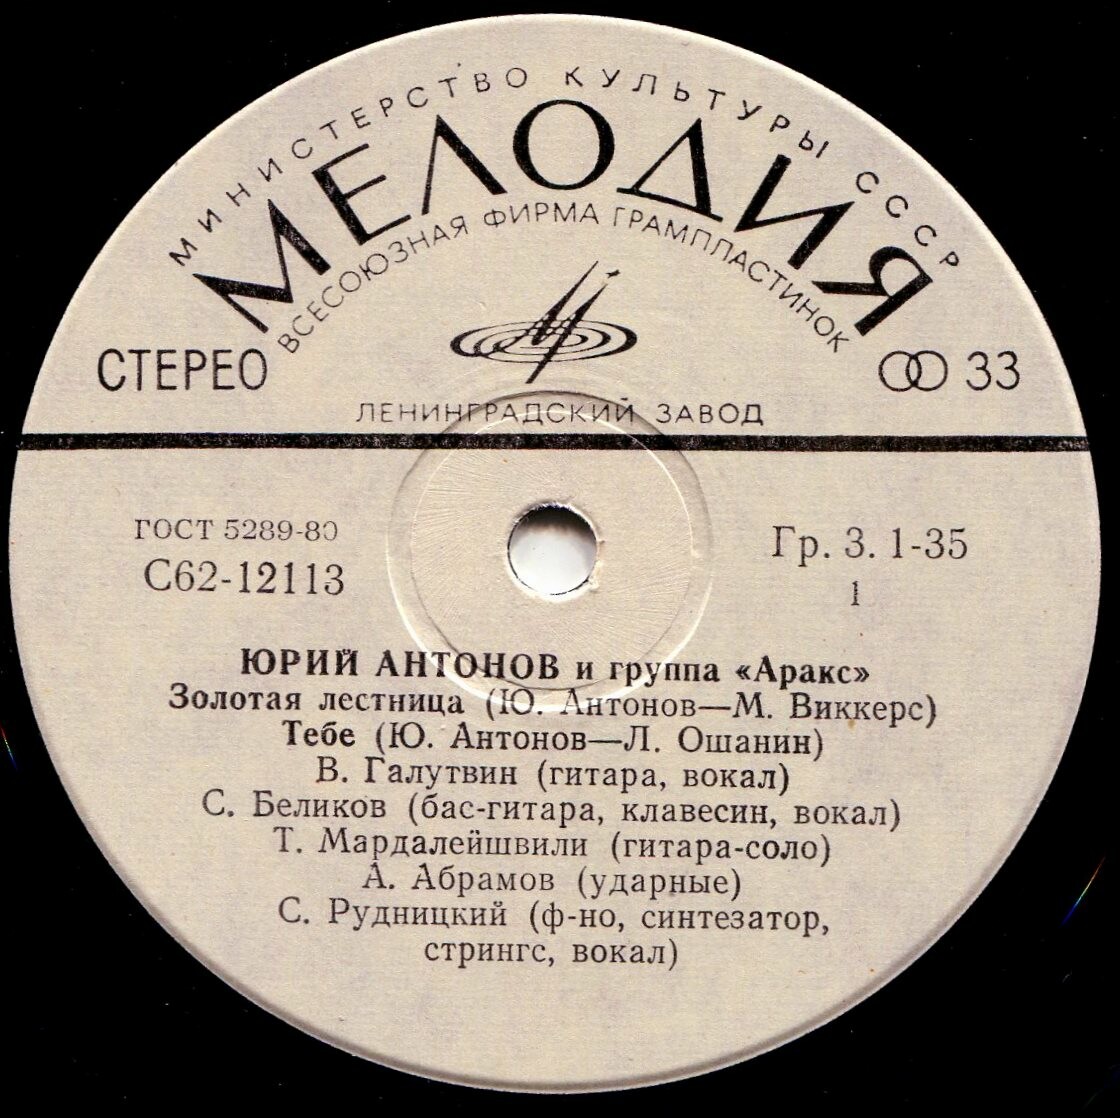 МИНИСТЕРСТВО КУЛЬТУРЫ СССР
МЕЛОДИЯ
ВСЕСОЮЗНАЯ ФИРМА ГРАМПЛАСТИНОК
СТЕРЕО
33
ЛЕНИНГРАДСКИЙ ЗАВОД
ГОСТ 5289-80
С62-12113
Гр. 3. 1-35
1
ЮРИЙ АНТОНОВ и группа «Аракс»
Золотая лестница (Ю. Антонов—М. Виккерс)
Тебе (Ю. Антонов—Л. Ошанин)
В. Галутвин (гитара, вокал)
С. Беликов (бас-гитара, клавесин, вокал)
Т. Мардалейшвили (гитара-соло)
А. Абрамов (ударные)
С. Рудницкий (ф-но, синтезатор,
стрингс, вокал)